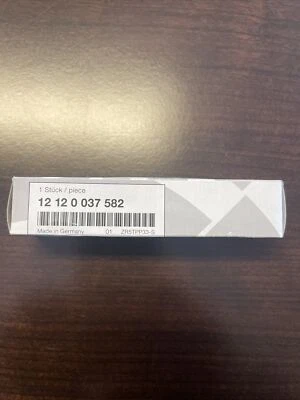 1 Stück / piece
12 12 0 037 582
Made in Germany 01 ZR5TPP33-S